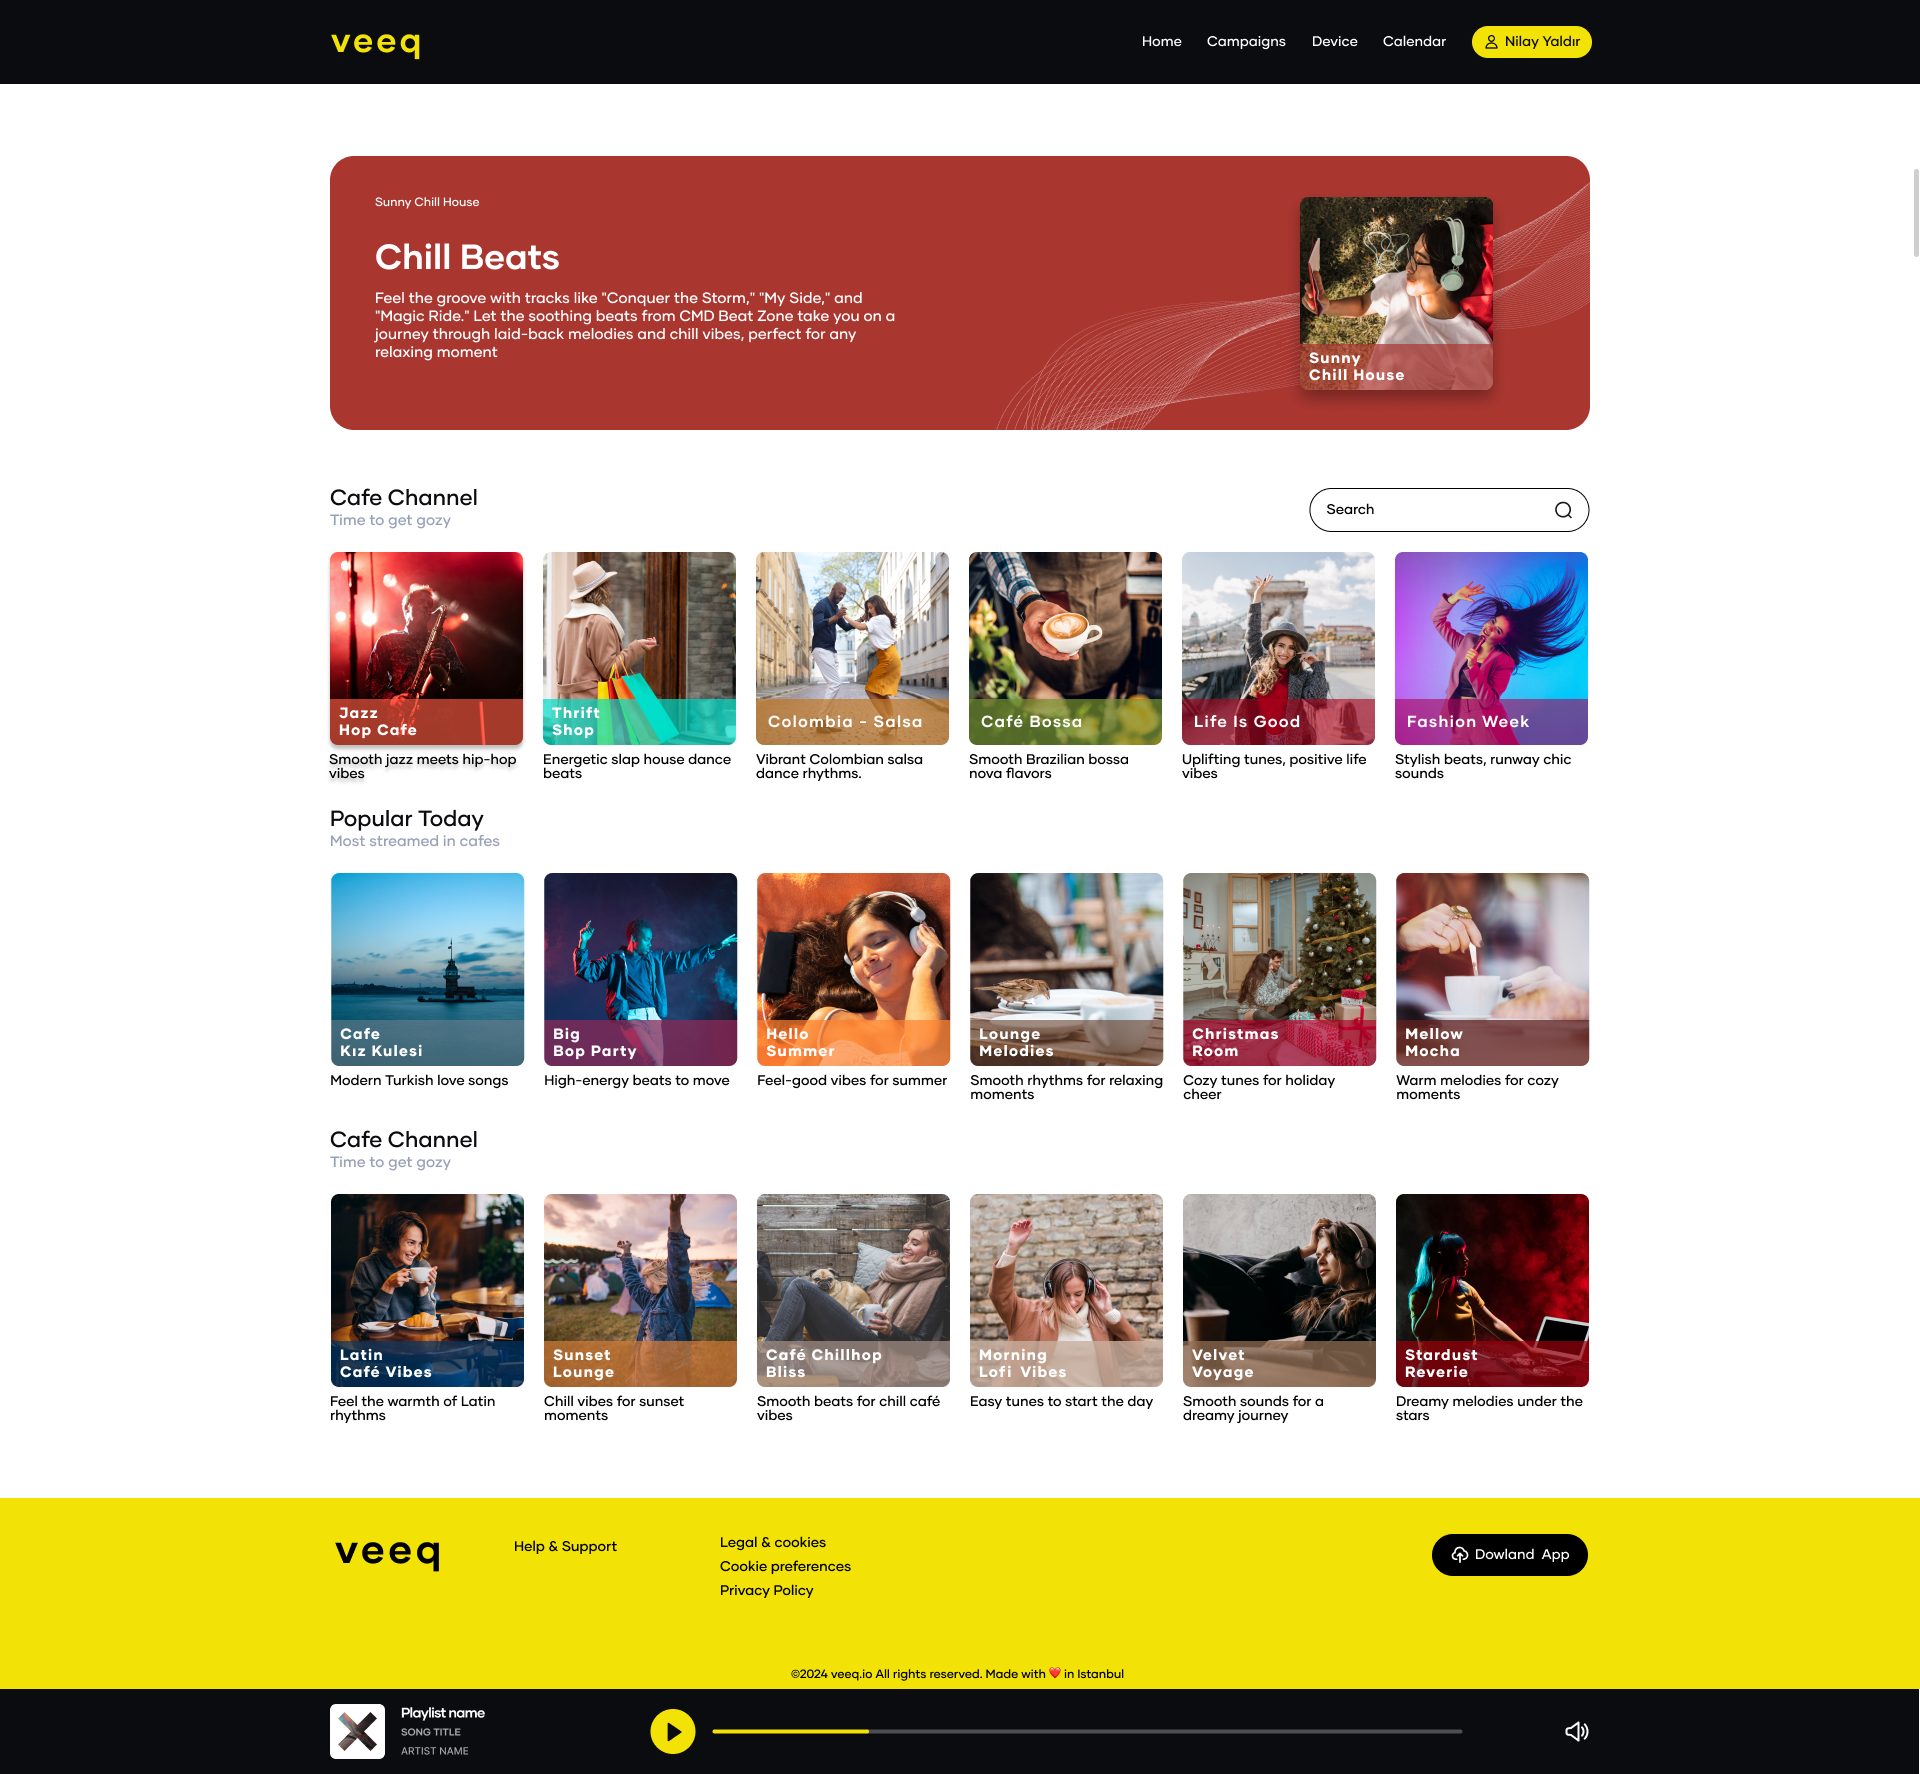 veeq
Home
Campaigns
Device
Calendar
Nilay Yaldır
Sunny Chill House
Chill Beats
Feel the groove with tracks like "Conquer the Storm," "My Side," and
"Magic Ride." Let the soothing beats from CMD Beat Zone take you on a
journey through laid-back melodies and chill vibes, perfect for any
relaxing moment
Sunny
Chill House
Cafe Channel
Time to get gozy
Search
Jazz
Hop Cafe
Smooth jazz meets hip-hop
vibes
Thrift
Shop
Energetic slap house dance
beats
Colombia - Salsa
Vibrant Colombian salsa
dance rhythms.
Café Bossa
Smooth Brazilian bossa
nova flavors
Life Is Good
Uplifting tunes, positive life
vibes
Fashion Week
Stylish beats, runway chic
sounds
Popular Today
Most streamed in cafes
Cafe
Kız Kulesi
Modern Turkish love songs
Big
Bop Party
High-energy beats to move
Hello
Summer
Feel-good vibes for summer
Lounge
Melodies
Smooth rhythms for relaxing
moments
Christmas
Room
Cozy tunes for holiday
cheer
Mellow
Mocha
Warm melodies for cozy
moments
Cafe Channel
Time to get gozy
Latin
Café Vibes
Feel the warmth of Latin
rhythms
Sunset
Lounge
Chill vibes for sunset
moments
Café Chillhop
Bliss
Smooth beats for chill café
vibes
Morning
Lofi Vibes
Easy tunes to start the day
Velvet
Voyage
Smooth sounds for a
dreamy journey
Stardust
Reverie
Dreamy melodies under the
stars
veeq
Help & Support
Legal & cookies
Cookie preferences
Privacy Policy
Dowland App
©2024 veeq.io All rights reserved. Made with ❤️ in Istanbul
Playlist name
SONG TITLE
ARTIST NAME